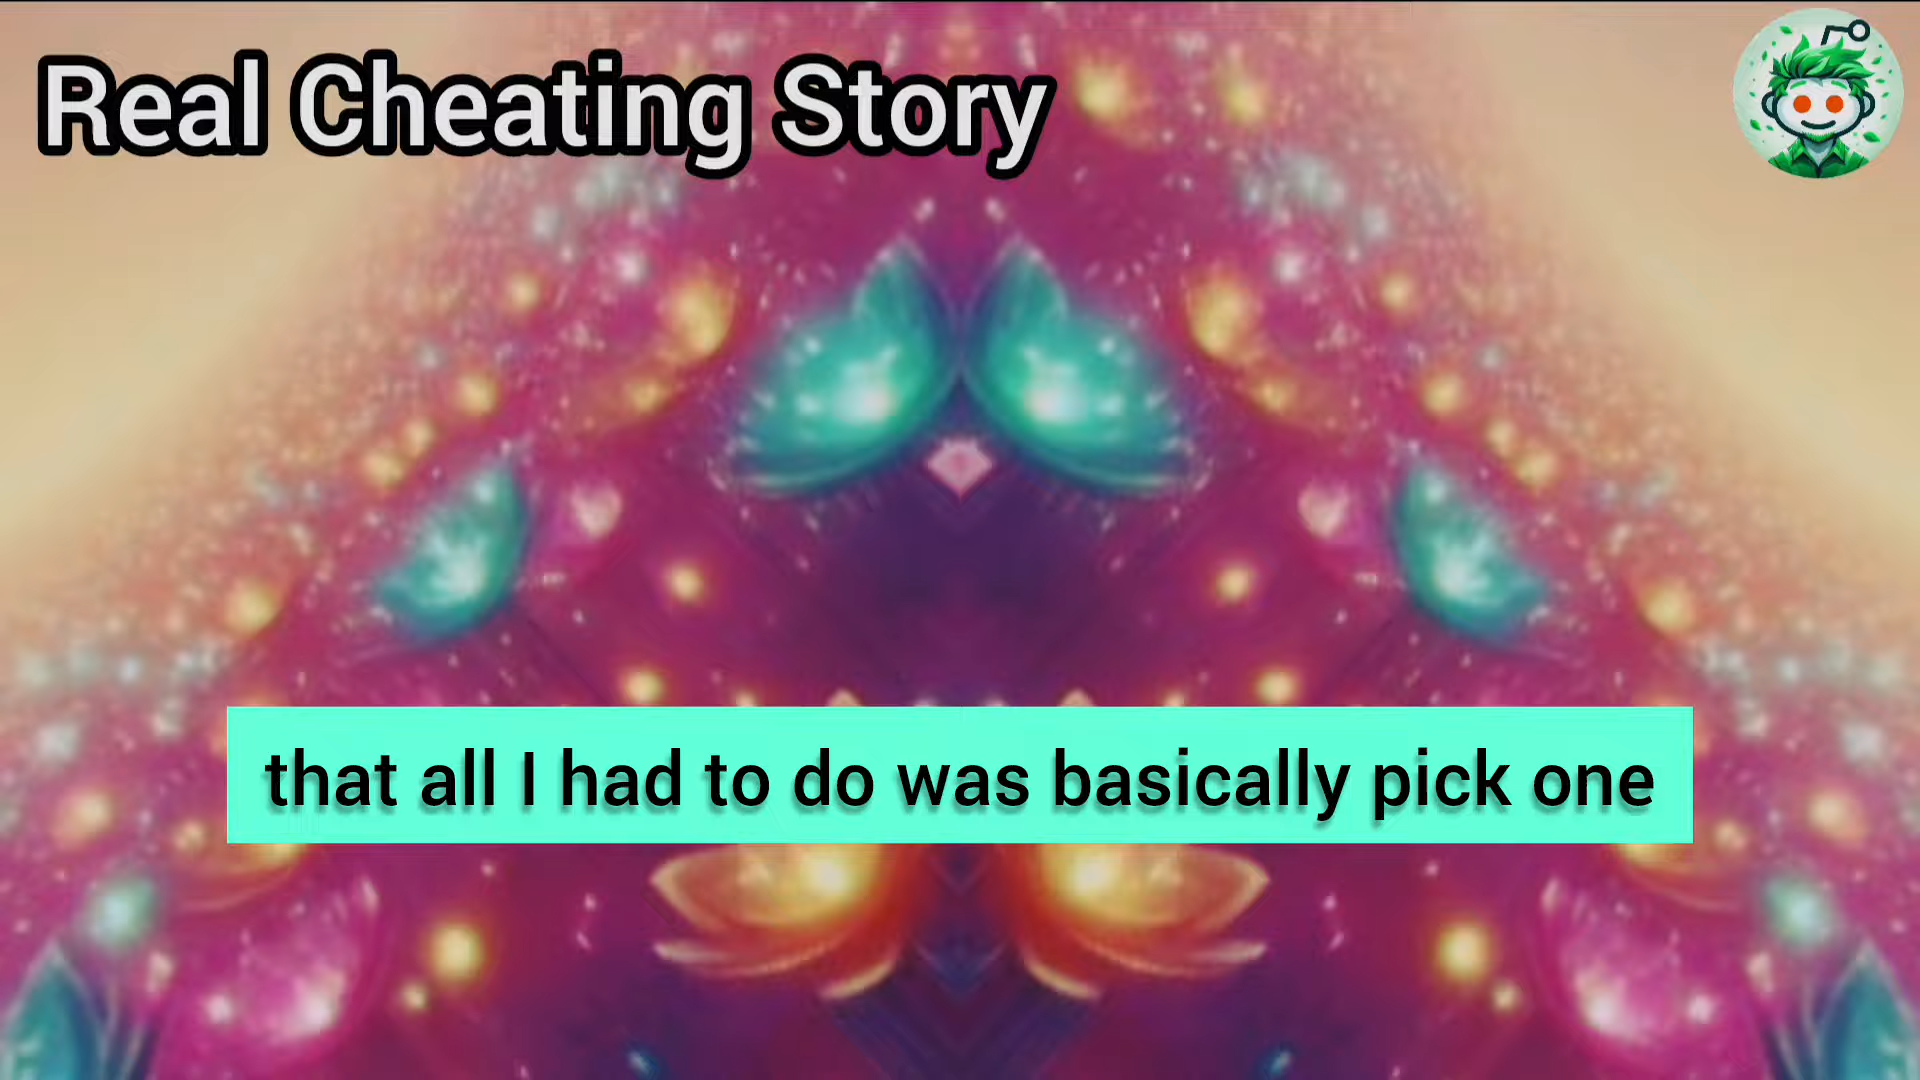 Real Cheating Story
that all I had to do was basically pick one